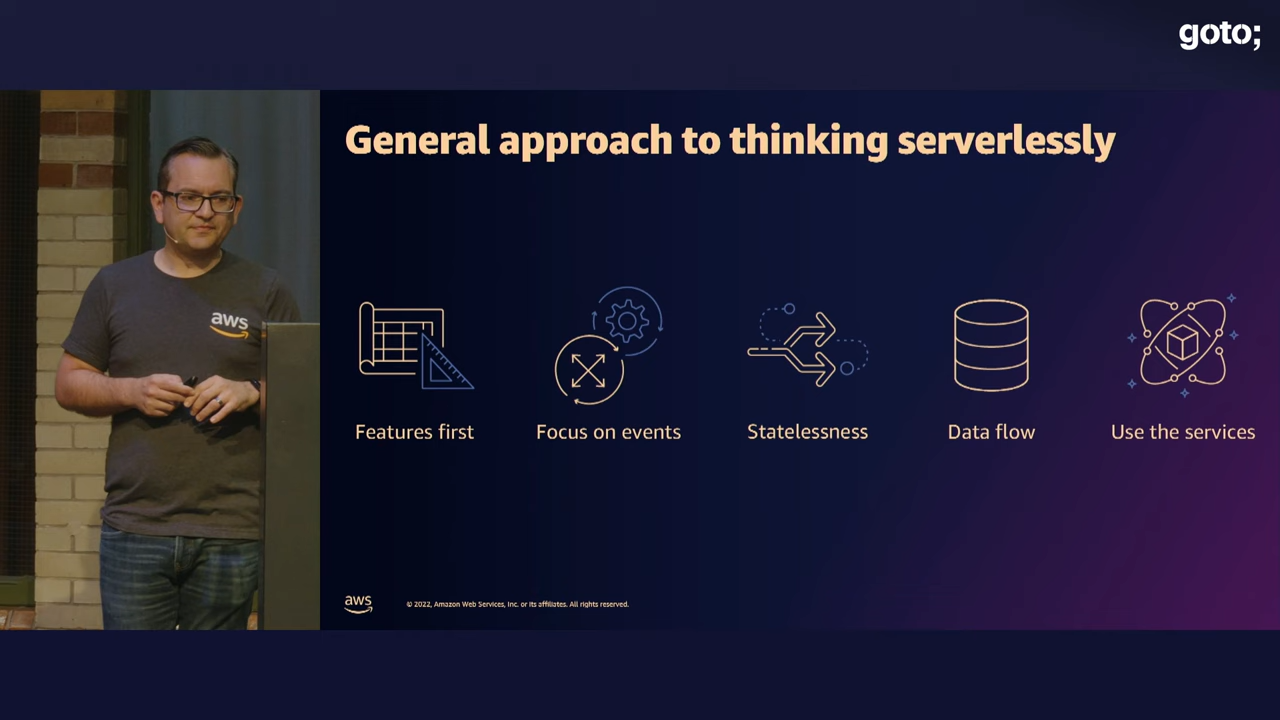 goto;
General approach to thinking serverlessly
aws
Features first
Focus on events
Statelessness
Data flow
Use the services
aws
© 2022, Amazon Web Services, Inc. or its affiliates. All rights reserved.